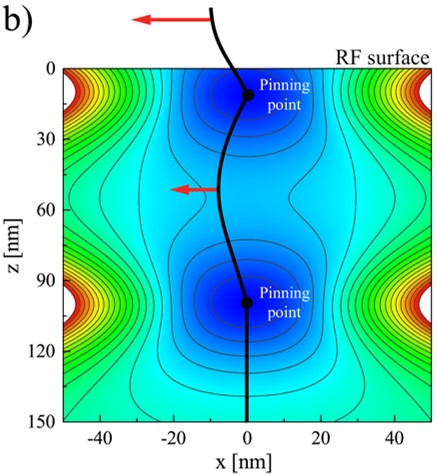 b)
RF surface
0
Pinning
point
30
60
z [nm]
90
Pinning
point
120
150
-40 -20 0 20 40
x [nm]